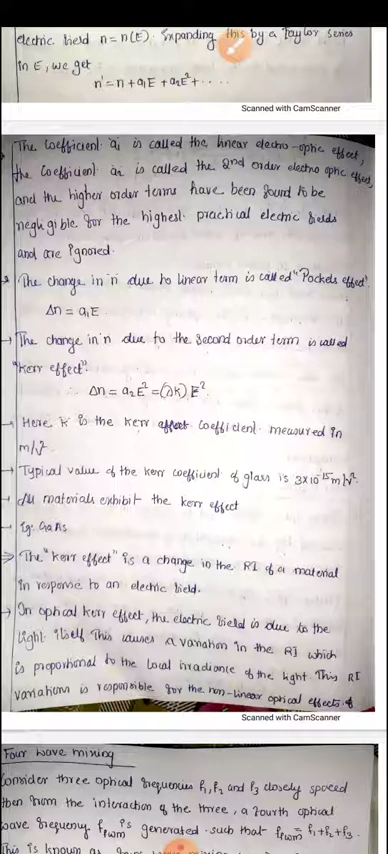 electric field n = n(E). Expanding this by a Taylor series
in E, we get
n' = n + a₁E + a₂E² + ....
Scanned with CamScanner
The coefficient a₁ is called the linear electro-optic effect,
the coefficient a₂ is called the 2nd order electro optic effect,
and the higher order terms have been found to be
negligible for the highest practical electric fields
and are ignored.
The change in n due to linear term is called "Pockels effect".
Δn = a₁E
→ The change in 'n' due to the second order term is called
"kerr effect".
∴ Δn = a₂E² = (λk) E²
→ Here k is the kerr effect coefficient measured in
m/v²
→ Typical value of the kerr coefficient of glass is 3x10⁻¹⁵m/v².
→ All materials exhibit the kerr effect
→ Eg: GaAs
⇒ The "kerr effect" is a change in the RI of a material
in response to an electric field.
→ In optical kerr effect, the electric field is due to the
light itself. This causes a variation in the RI which
is proportional to the local irradiance of the light. This RI
variations is responsible for the non-linear optical effects of
Scanned with CamScanner
Four wave mixing
Consider three optical frequencies f₁, f₂ and f₃ closely spaced
then from the interaction of the three, a fourth optical
wave frequency f_FWM is generated such that f_FWM = f₁+f₂+f₃.
This is known as